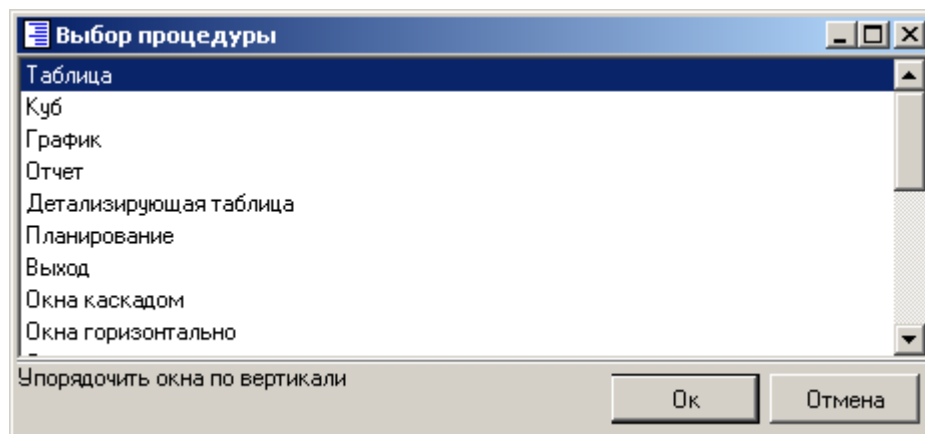 Выбор процедуры
Таблица
Куб
График
Отчет
Детализирующая таблица
Планирование
Выход
Окна каскадом
Окна горизонтально
Упорядочить окна по вертикали
Ок
Отмена